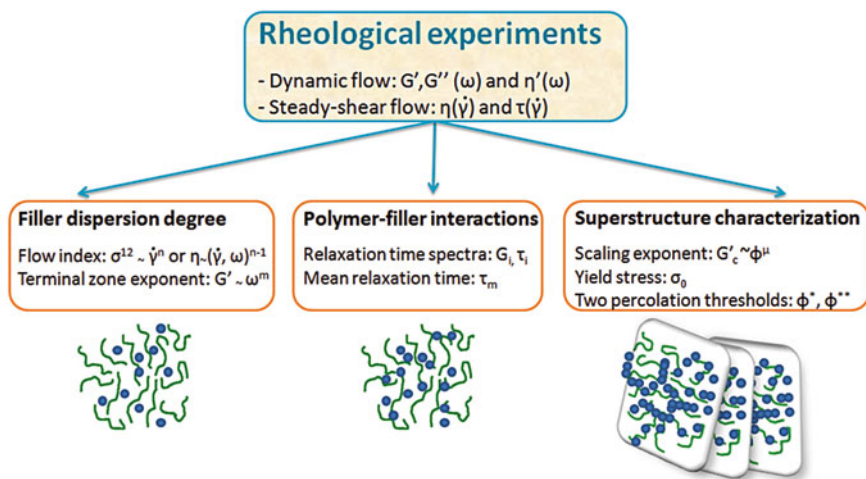 Rheological experiments
- Dynamic flow: G′,G′′ (ω) and η′(ω)
- Steady-shear flow: η(γ̇) and τ(γ̇)
Filler dispersion degree
Flow index: σ¹² ~ γ̇ⁿ or η~(γ̇, ω)ⁿ⁻¹
Terminal zone exponent: G′ ~ ωᵐ
Polymer-filler interactions
Relaxation time spectra: Gᵢ, τᵢ
Mean relaxation time: τₘ
Superstructure characterization
Scaling exponent: G′c ~ϕᵘ
Yield stress: σ₀
Two percolation thresholds: ϕ*, ϕ**